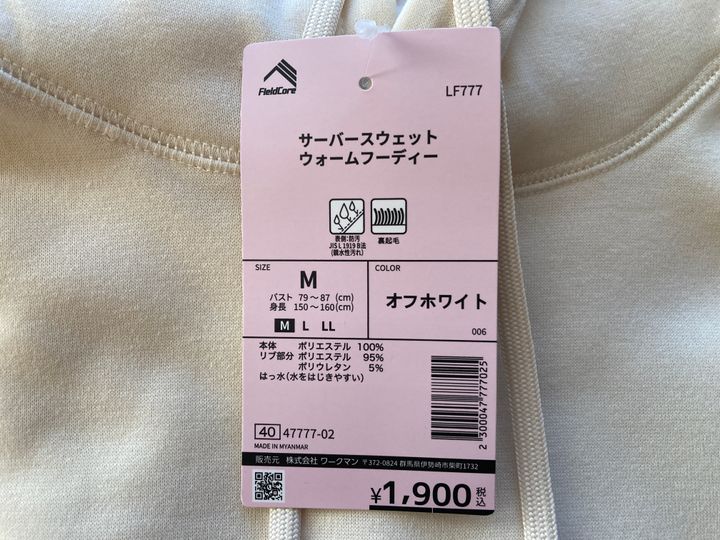 FieldCore
LF777
サーバースウェット
ウォームフーディー
表側:防汚
JIS L 1919 B法
(親水性汚れ)
裏起毛
SIZE
M
バスト 79～87 (cm)
身長 150～160(cm)
M L LL
COLOR
オフホワイト
006
本体 ポリエステル 100%
リブ部分 ポリエステル 95%
ポリウレタン 5%
はっ水(水をはじきやすい)
40 47777-02
MADE IN MYANMAR
2300047777025
販売元 株式会社 ワークマン 〒372-0824 群馬県伊勢崎市柴町1732
¥1,900 税込